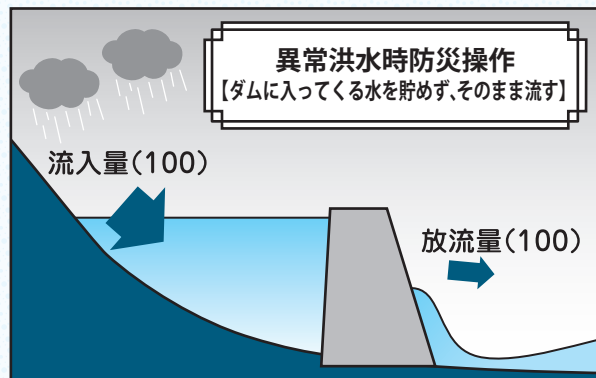 異常洪水時防災操作
【ダムに入ってくる水を貯めず、そのまま流す】
流入量(100)
放流量(100)